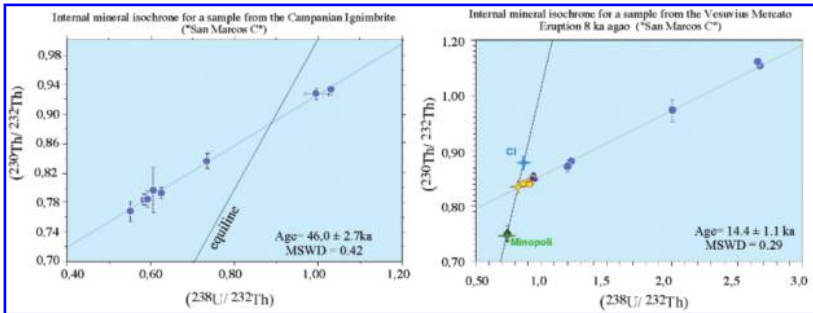 Internal mineral isochrone for a sample from the Campanian Ignimbrite
("San Marcos C")
0,98
0,94
0,90
0,86
0,82
0,78
0,74
0,70
(230Th/ 232Th)
equiline
Age= 46,0 ± 2.7ka
MSWD = 0.42
0,40
0,60
0,80
1,00
1,20
(238U/ 232Th)
Internal mineral isochrone for a sample from the Vesuvius Mercato
Eruption 8 ka agao ("San Marcos C")
1,20
1,00
0,90
0,80
0,70
(230Th/ 232Th)
CI
Minopoli
Age= 14.4 ± 1.1 ka
MSWD = 0.29
0,50
1,0
1,5
2,0
2,5
3,0
(238U/ 232Th)